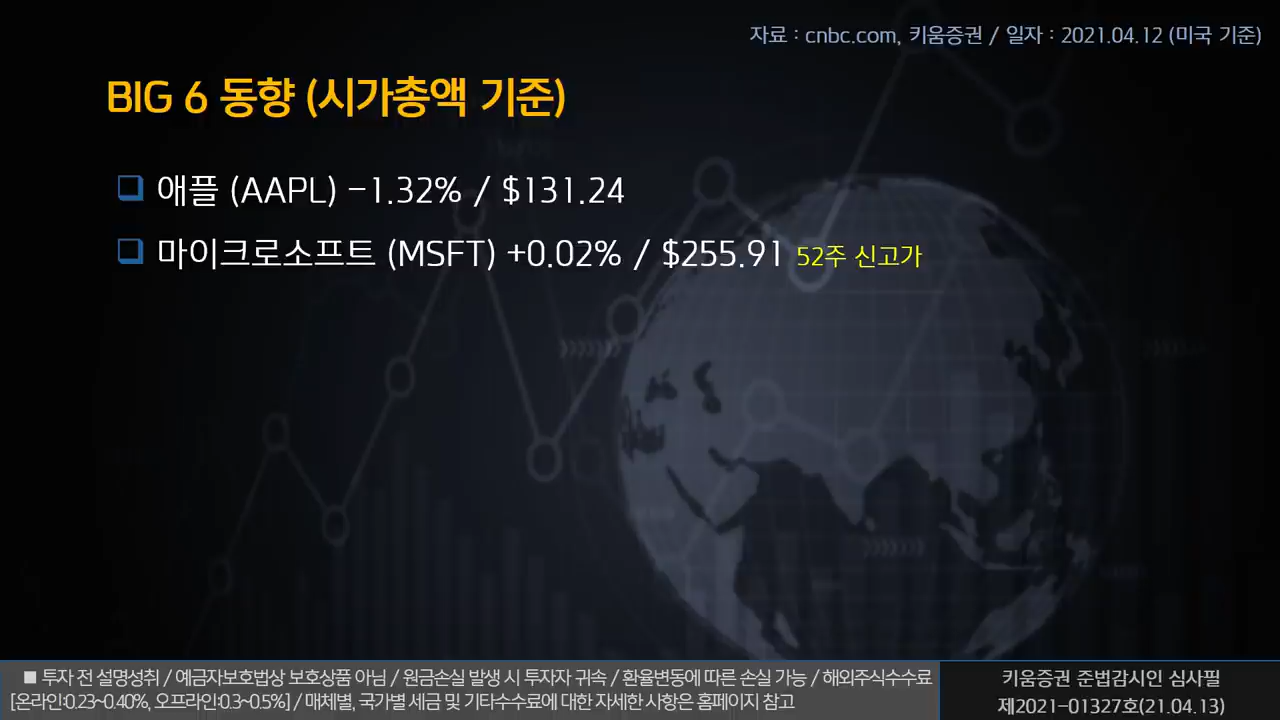 자료 : cnbc.com, 키움증권 / 일자 : 2021.04.12 (미국 기준)
BIG 6 동향 (시가총액 기준)
애플 (AAPL) -1.32% / $131.24
마이크로소프트 (MSFT) +0.02% / $255.91 52주 신고가
■ 투자 전 설명성취 / 예금자보호법상 보호상품 아님 / 원금손실 발생 시 투자자 귀속 / 환율변동에 따른 손실 가능 / 해외주식수수료
[온라인:0.23~0.40%, 오프라인:0.3~0.5%] / 매체별, 국가별 세금 및 기타수수료에 대한 자세한 사항은 홈페이지 참고
키움증권 준법감시인 심사필
제2021-01327호(21.04.13)